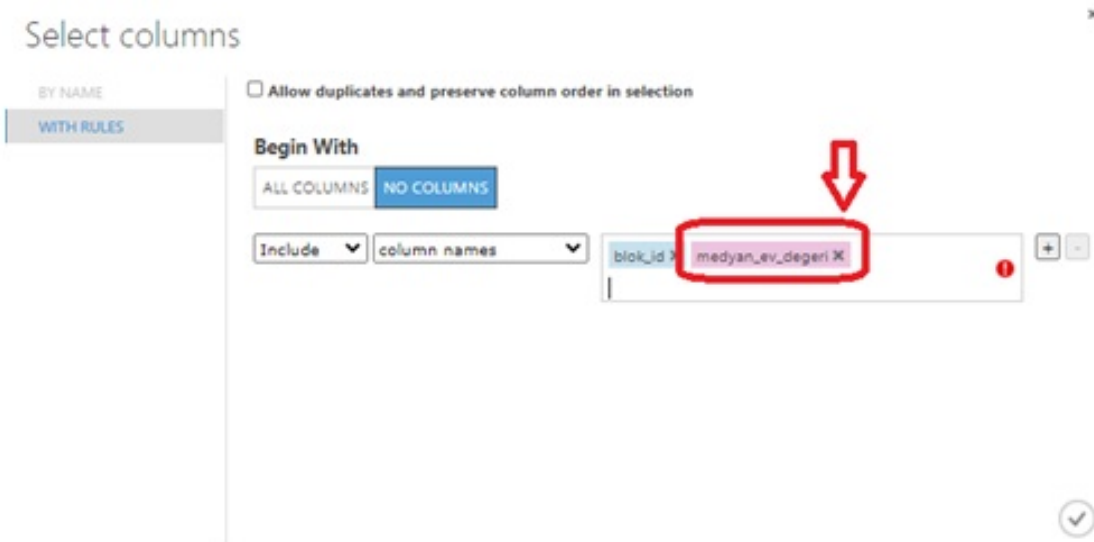 Select columns
BY NAME
WITH RULES
Allow duplicates and preserve column order in selection
Begin With
ALL COLUMNS NO COLUMNS
Include column names blok_id medyan_ev_degeri